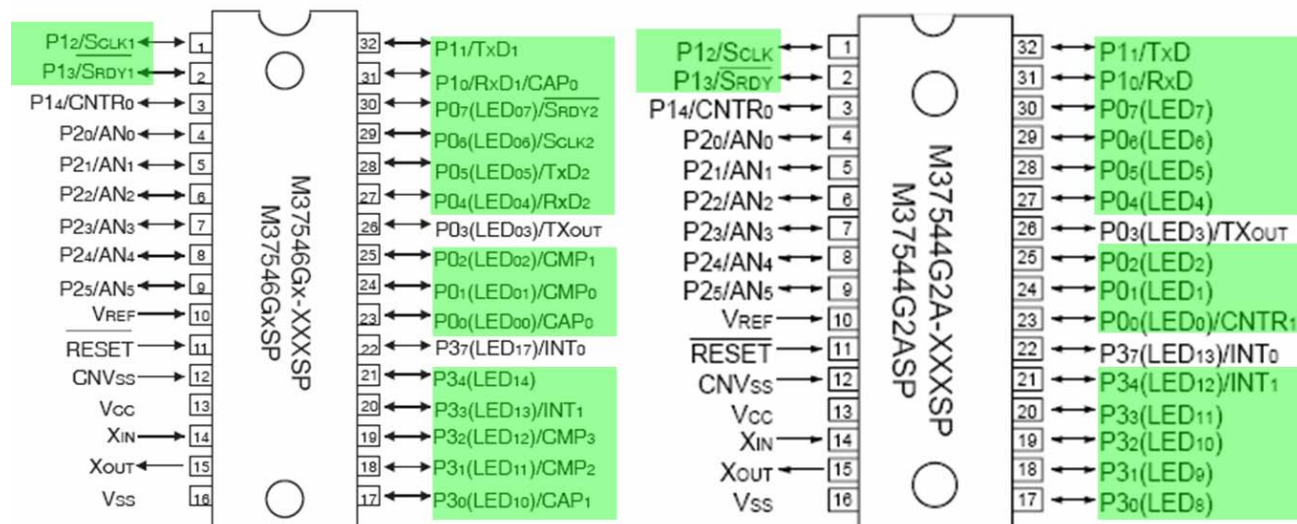 P12/SCLK1 1
P13/SRDY1 2
P14/CNTR0 3
P20/AN0 4
P21/AN1 5
P22/AN2 6
P23/AN3 7
P24/AN4 8
P25/AN5 9
VREF 10
RESET 11
CNVSS 12
VCC 13
XIN 14
XOUT 15
VSS 16
M37546Gx-XXXSP
M37546GxSP
32 P11/TxD1
31 P10/RxD1/CAP0
30 P07(LED07)/SRDY2
29 P06(LED06)/SCLK2
28 P05(LED05)/TxD2
27 P04(LED04)/RxD2
26 P03(LED03)/TXOUT
25 P02(LED02)/CMP1
24 P01(LED01)/CMP0
23 P00(LED00)/CAP0
22 P37(LED17)/INT0
21 P34(LED14)
20 P33(LED13)/INT1
19 P32(LED12)/CMP3
18 P31(LED11)/CMP2
17 P30(LED10)/CAP1
P12/SCLK 1
P13/SRDY 2
P14/CNTR0 3
P20/AN0 4
P21/AN1 5
P22/AN2 6
P23/AN3 7
P24/AN4 8
P25/AN5 9
VREF 10
RESET 11
CNVSS 12
VCC 13
XIN 14
XOUT 15
VSS 16
M37544G2A-XXXSP
M37544G2ASP
32 P11/TxD
31 P10/RxD
30 P07(LED7)
29 P06(LED6)
28 P05(LED5)
27 P04(LED4)
26 P03(LED3)/TXOUT
25 P02(LED2)
24 P01(LED1)
23 P00(LED0)/CNTR1
22 P37(LED13)/INT0
21 P34(LED12)/INT1
20 P33(LED11)
19 P32(LED10)
18 P31(LED9)
17 P30(LED8)